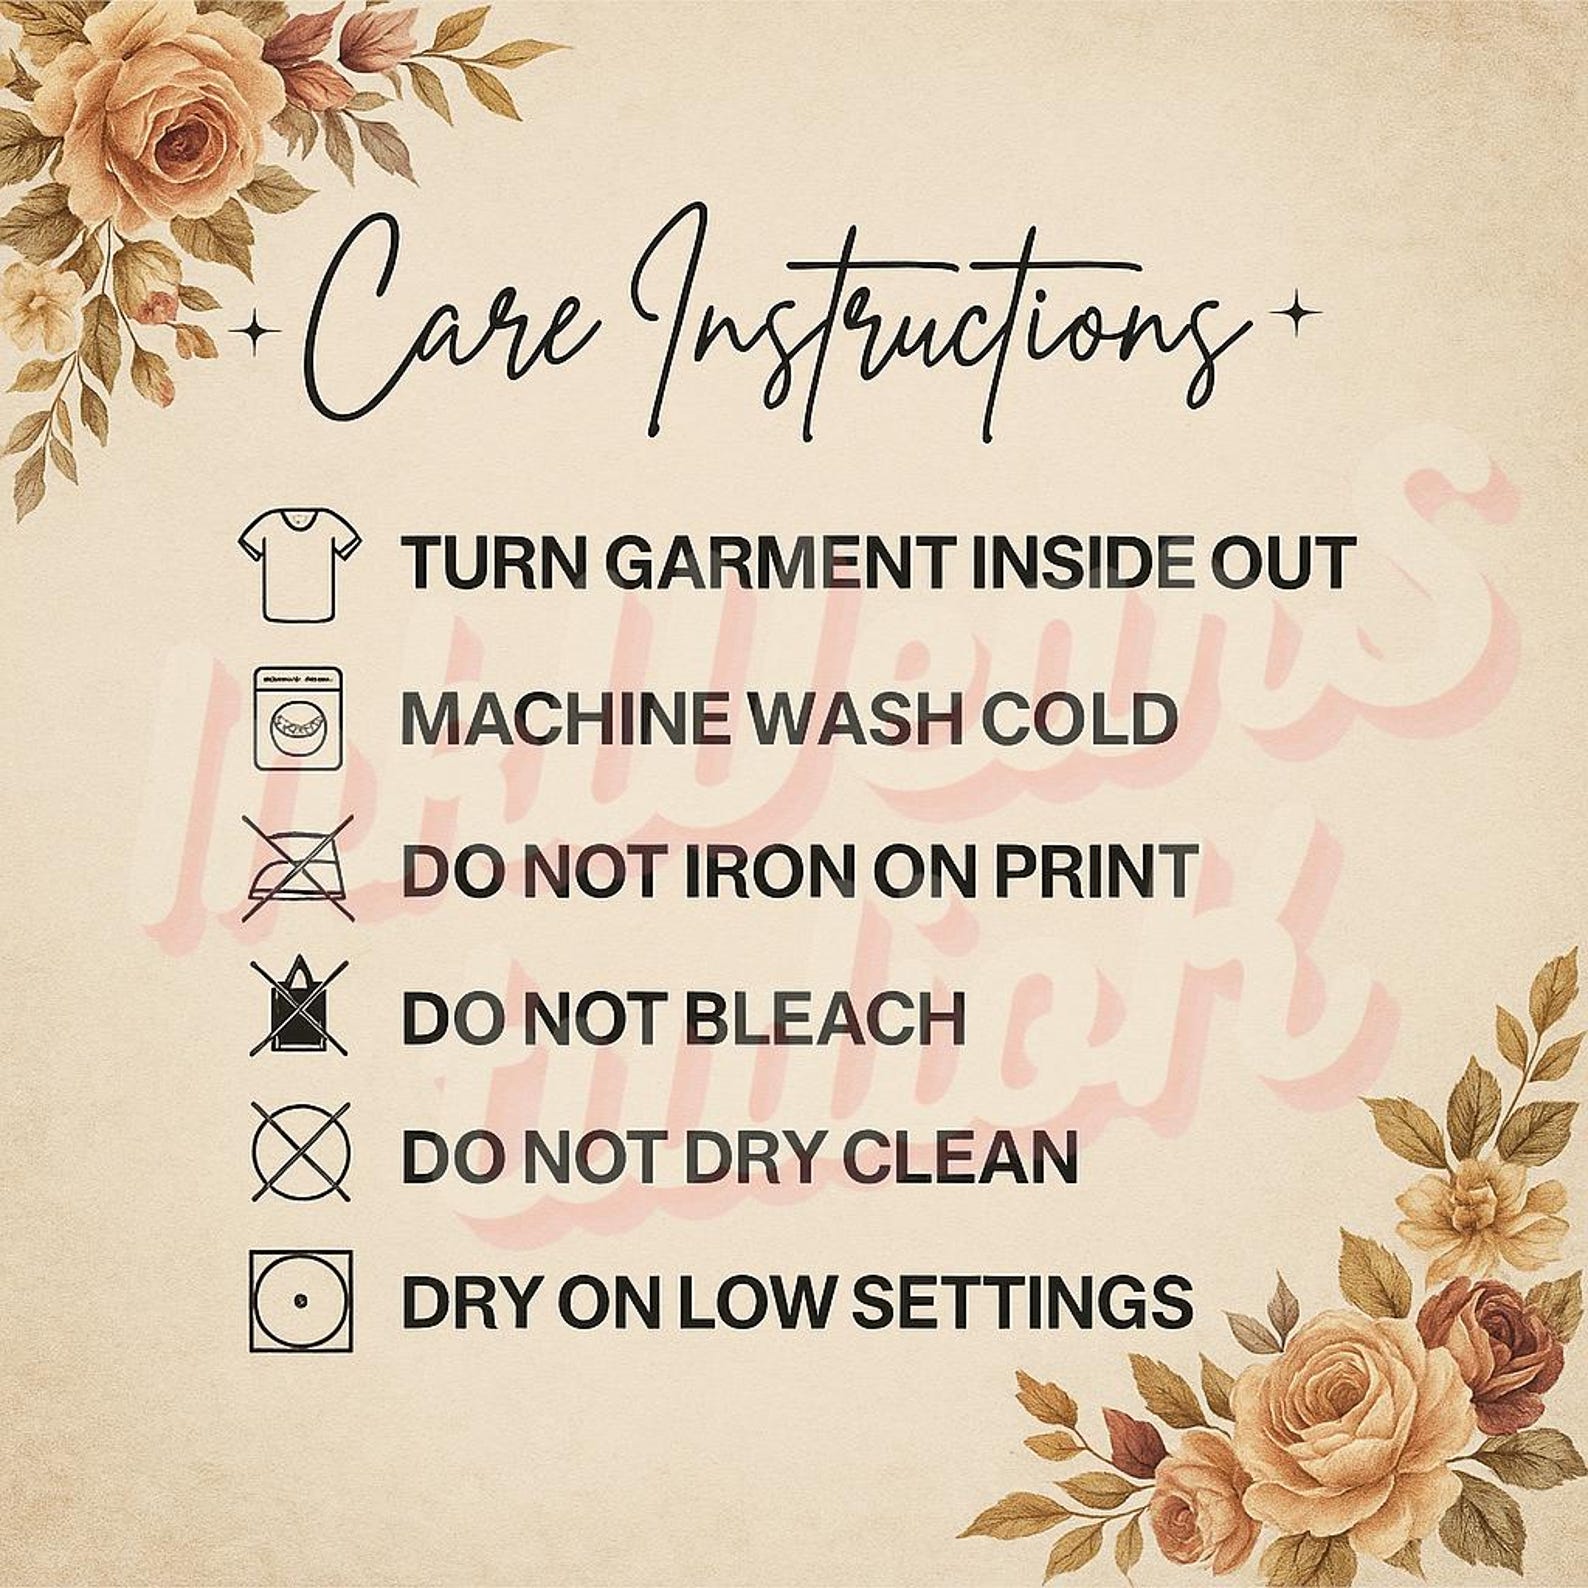 Care Instructions
TURN GARMENT INSIDE OUT
MACHINE WASH COLD
DO NOT IRON ON PRINT
DO NOT BLEACH
DO NOT DRY CLEAN
DRY ON LOW SETTINGS